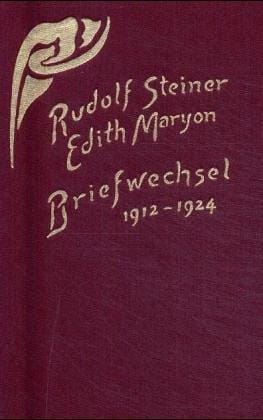 Rudolf Steiner
Edith Maryon
Briefwechsel
1912-1924